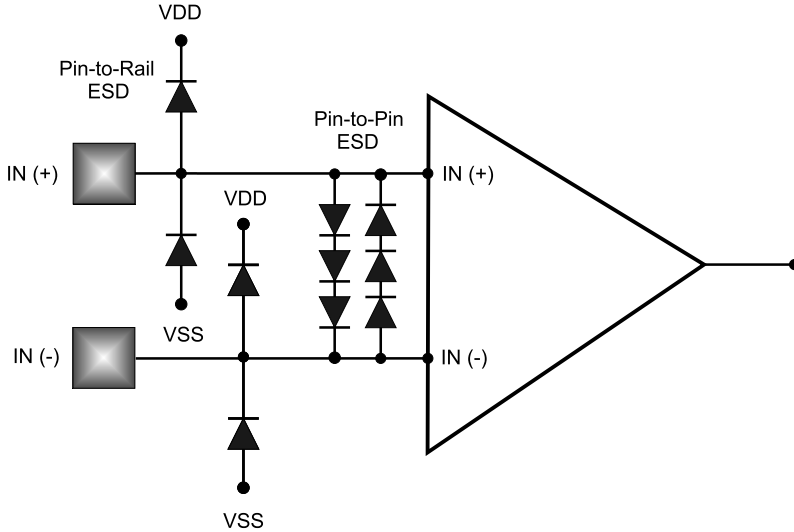 VDD
Pin-to-Rail
ESD
Pin-to-Pin
ESD
IN (+)
IN (+)
VDD
VSS
IN (-)
IN (-)
VSS